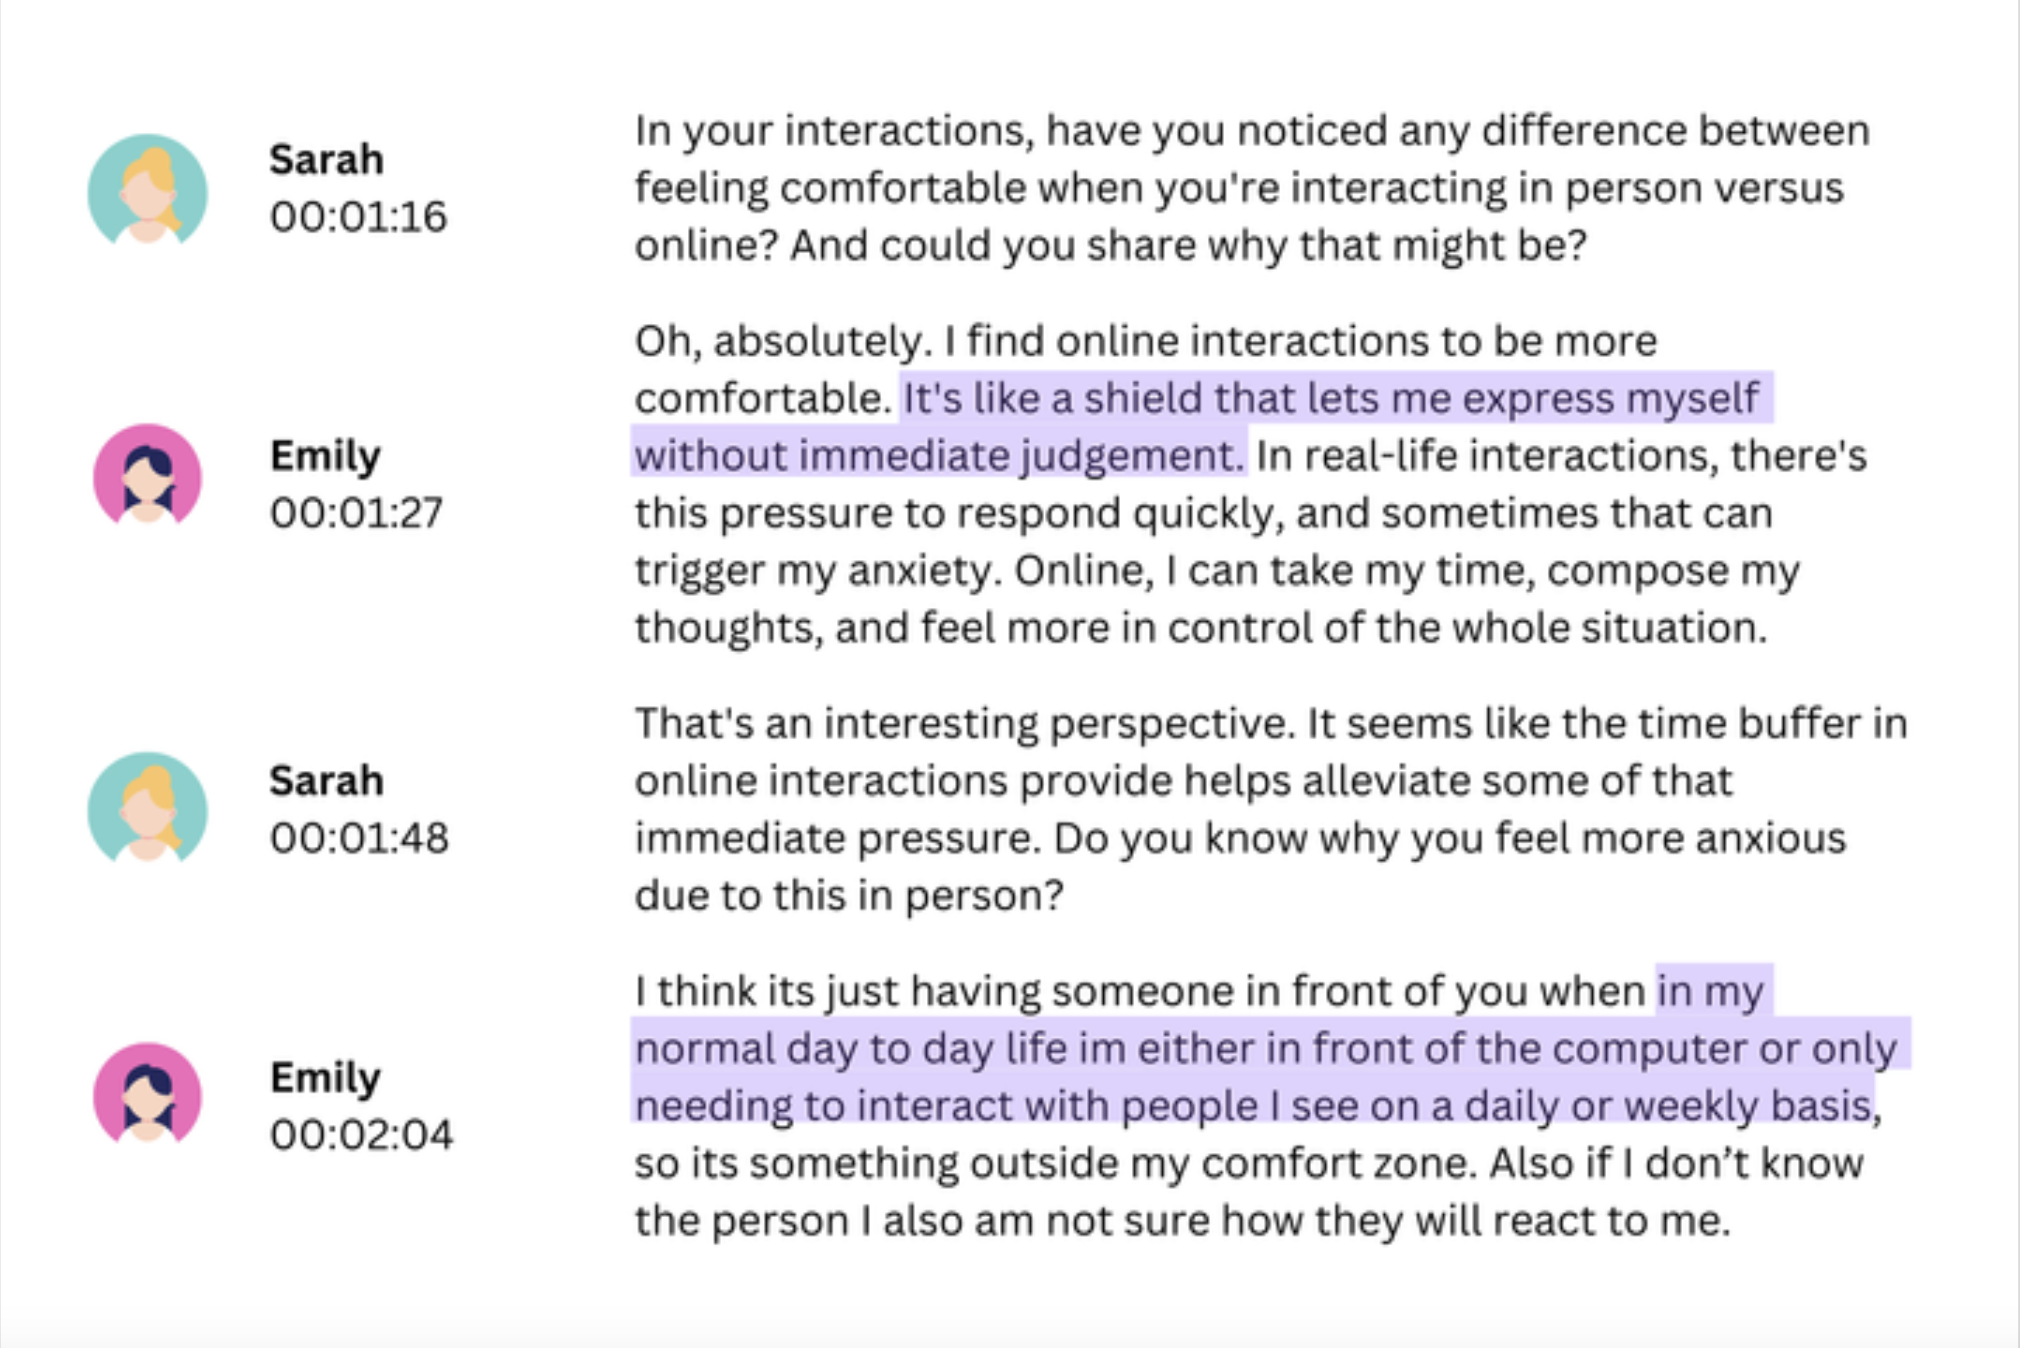 Sarah
00:01:16
In your interactions, have you noticed any difference between
feeling comfortable when you're interacting in person versus
online? And could you share why that might be?
Emily
00:01:27
Oh, absolutely. I find online interactions to be more
comfortable. It's like a shield that lets me express myself
without immediate judgement. In real-life interactions, there's
this pressure to respond quickly, and sometimes that can
trigger my anxiety. Online, I can take my time, compose my
thoughts, and feel more in control of the whole situation.
Sarah
00:01:48
That's an interesting perspective. It seems like the time buffer in
online interactions provide helps alleviate some of that
immediate pressure. Do you know why you feel more anxious
due to this in person?
Emily
00:02:04
I think its just having someone in front of you when in my
normal day to day life im either in front of the computer or only
needing to interact with people I see on a daily or weekly basis,
so its something outside my comfort zone. Also if I don’t know
the person I also am not sure how they will react to me.